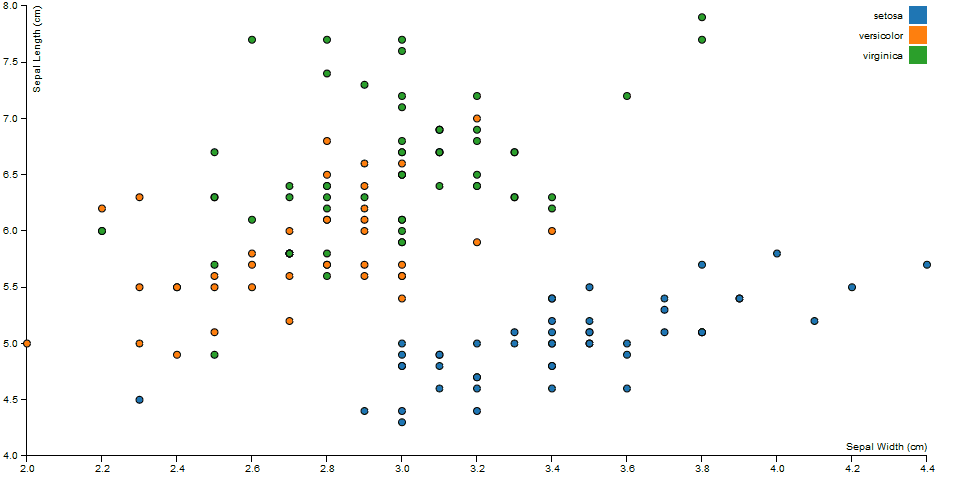 8.0
7.5
7.0
6.5
6.0
5.5
5.0
4.5
4.0
Sepal Length (cm)
setosa
versicolor
virginica
Sepal Width (cm)
2.0 2.2 2.4 2.6 2.8 3.0 3.2 3.4 3.6 3.8 4.0 4.2 4.4